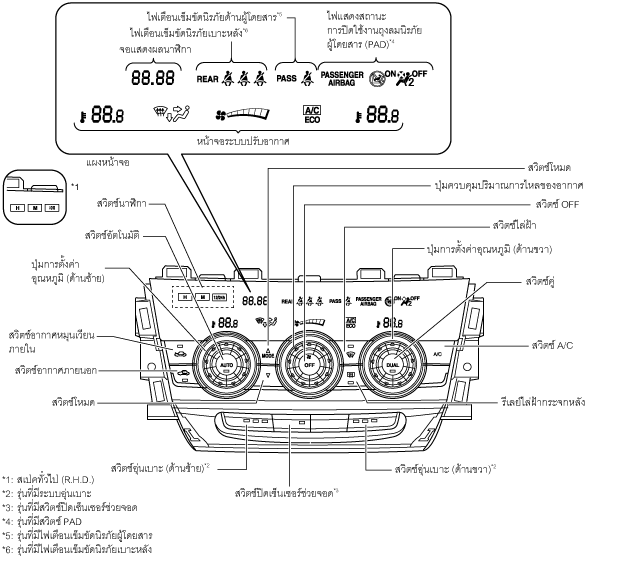 ไฟเตือนเข็มขัดนิรภัยด้านผู้โดยสาร*5
ไฟเตือนเข็มขัดนิรภัยเบาะหลัง*6
จอแสดงผลนาฬิกา
ไฟแสดงสถานะ
การปิดใช้งานถุงลมนิรภัย
ผู้โดยสาร (PAD)*4
88.88 REAR PASS PASSENGER AIRBAG ON OFF 2
88.8 A/C ECO 88.8
หน้าจอระบบปรับอากาศ
แผงหน้าจอ
*1
H M
สวิตช์นาฬิกา
สวิตช์อัตโนมัติ
ปุ่มการตั้งค่า
อุณหภูมิ (ด้านซ้าย)
สวิตช์โหมด
ปุ่มควบคุมปริมาณการไหลของอากาศ
สวิตช์ OFF
สวิตช์ไล่ฝ้า
ปุ่มการตั้งค่าอุณหภูมิ (ด้านขวา)
สวิตช์คู่
H M 12/24h 88.88 REAR PASS PASSENGER AIRBAG ON OFF 2
88.8 A/C ECO 88.8
สวิตช์อากาศหมุนเวียน
ภายใน
สวิตช์อากาศภายนอก
สวิตช์โหมด
AUTO MODE OFF DUAL A/C
สวิตช์ A/C
รีเลย์ไล่ฝ้ากระจกหลัง
สวิตช์อุ่นเบาะ (ด้านซ้าย)*2
สวิตช์ปิดเซ็นเซอร์ช่วยจอด*3
สวิตช์อุ่นเบาะ (ด้านขวา)*2
*1: สเปคทั่วไป (R.H.D.)
*2: รุ่นที่มีระบบอุ่นเบาะ
*3: รุ่นที่มีสวิตช์ปิดเซ็นเซอร์ช่วยจอด
*4: รุ่นที่มีสวิตช์ PAD
*5: รุ่นที่มีไฟเตือนเข็มขัดนิรภัยผู้โดยสาร
*6: รุ่นที่มีไฟเตือนเข็มขัดนิรภัยเบาะหลัง